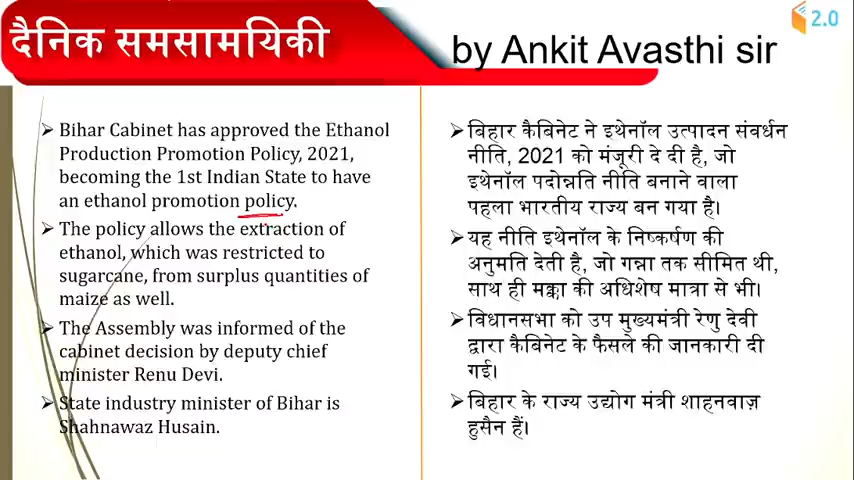 दैनिक समसामयिकी
by Ankit Avasthi sir
2.0
➢ Bihar Cabinet has approved the Ethanol
Production Promotion Policy, 2021,
becoming the 1st Indian State to have
an ethanol promotion policy.
➢ The policy allows the extraction of
ethanol, which was restricted to
sugarcane, from surplus quantities of
maize as well.
➢ The Assembly was informed of the
cabinet decision by deputy chief
minister Renu Devi.
➢ State industry minister of Bihar is
Shahnawaz Husain.
➢ बिहार कैबिनेट ने इथेनॉल उत्पादन संवर्धन
नीति, 2021 को मंजूरी दे दी है, जो
इथेनॉल पदोन्नति नीति बनाने वाला
पहला भारतीय राज्य बन गया है।
➢ यह नीति इथेनॉल के निष्कर्षण की
अनुमति देती है, जो गन्ना तक सीमित थी,
साथ ही मक्का की अधिशेष मात्रा से भी।
➢ विधानसभा को उप मुख्यमंत्री रेणु देवी
द्वारा कैबिनेट के फैसले की जानकारी दी
गई।
➢ बिहार के राज्य उद्योग मंत्री शाहनवाज़
हुसैन हैं।